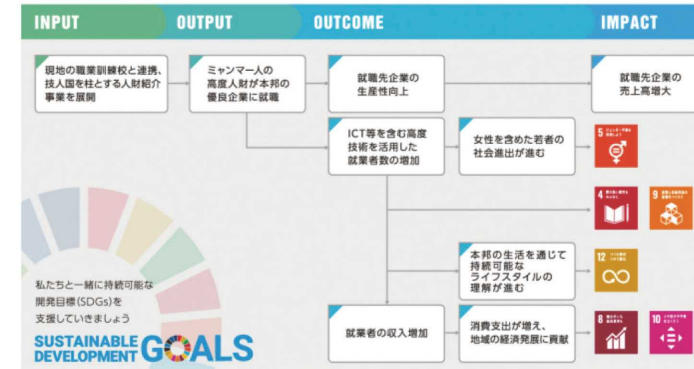 INPUT
OUTPUT
OUTCOME
IMPACT
現地の職業訓練校と連携、
技人国を柱とする人財紹介
事業を展開
ミャンマー人の
高度人財が本邦の
優良企業に就職
就職先企業の
生産性向上
就職先企業の
売上高増大
ICT等を含む高度
技術を活用した
就業者数の増加
女性を含めた若者の
社会進出が進む
5
4
9
本邦の生活を通じて
持続可能な
ライフスタイルの
理解が進む
12
就業者の収入増加
消費支出が増え、
地域の経済発展に貢献
8
10
私たちと一緒に持続可能な
開発目標(SDGs)を
支援していきましょう
SUSTAINABLE
DEVELOPMENT GOALS